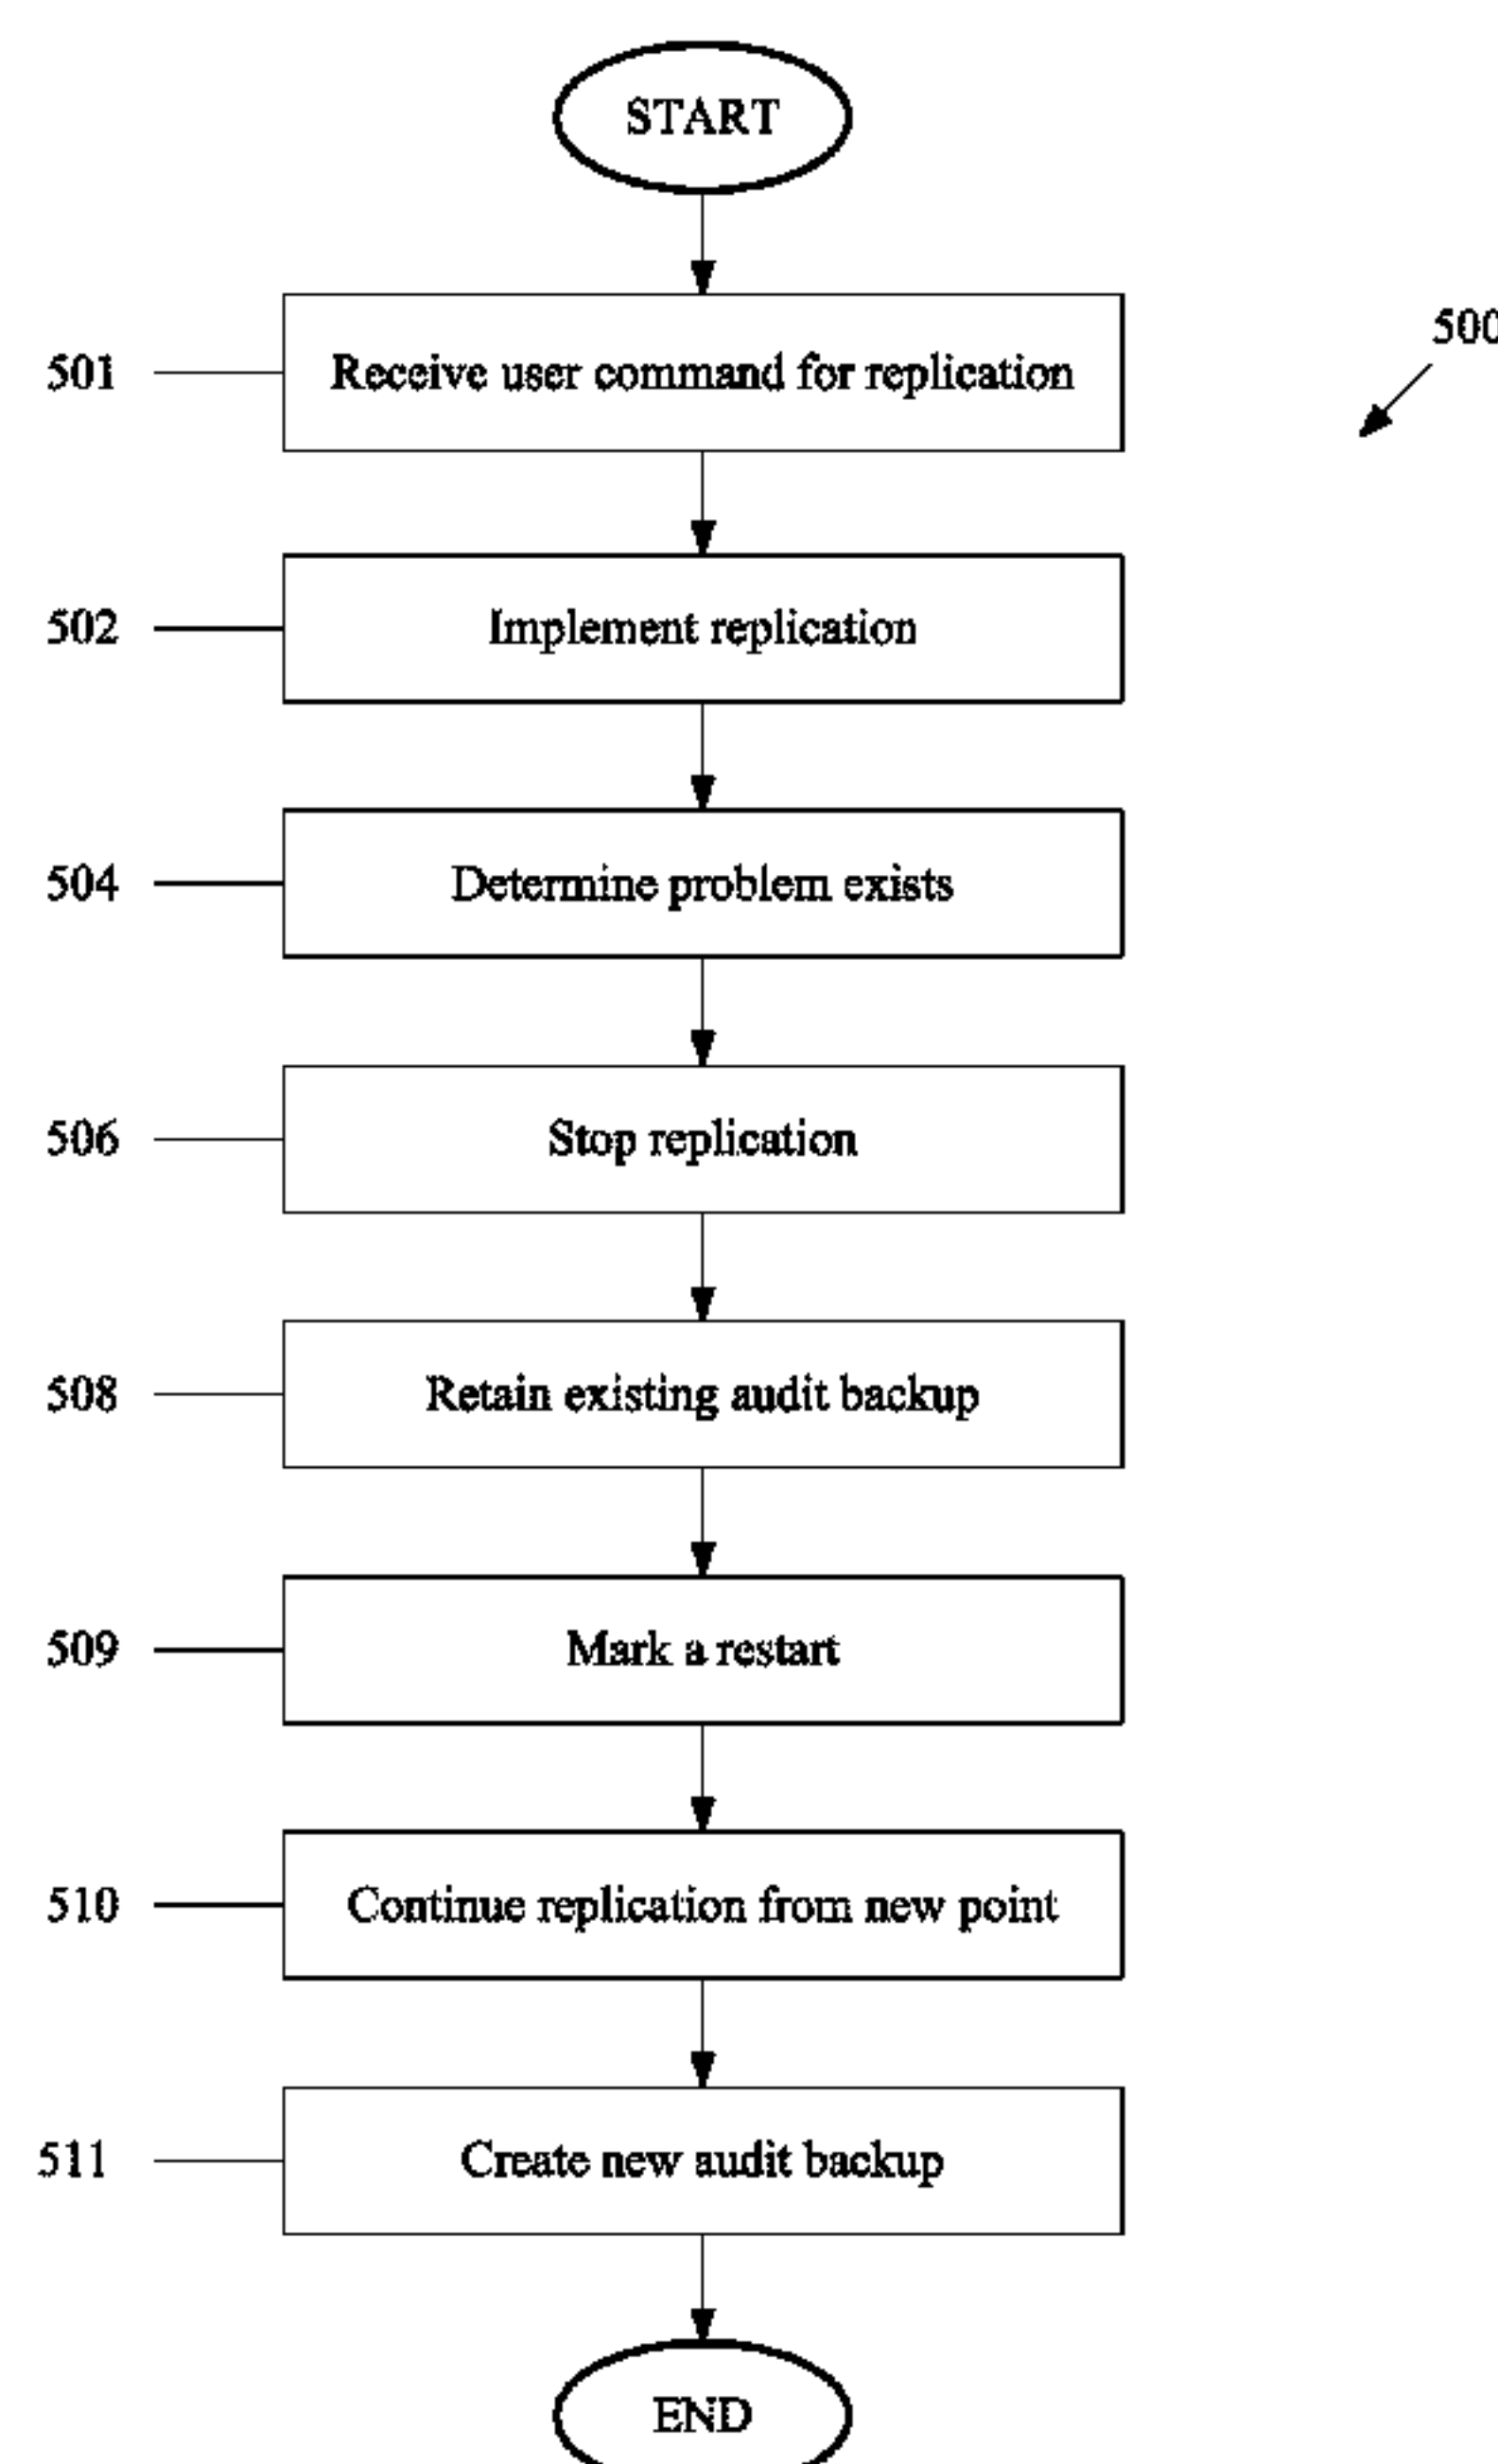 START
500
501 Receive user command for replication
502 Implement replication
504 Determine problem exists
506 Stop replication
508 Retain existing audit backup
509 Mark a restart
510 Continue replication from new point
511 Create new audit backup
END